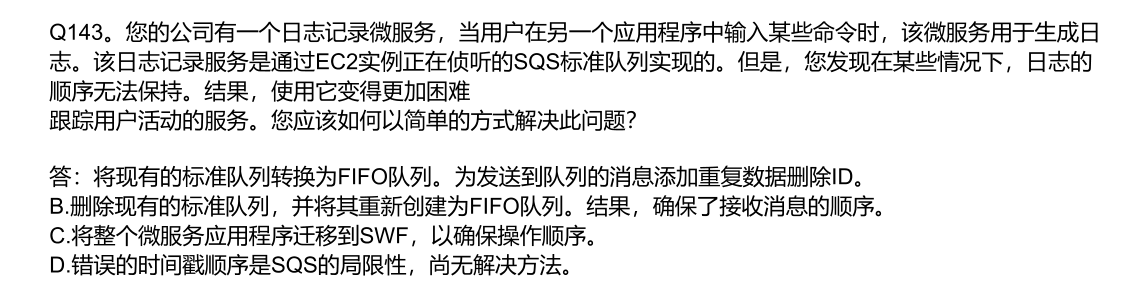 Q143。您的公司有一个日志记录微服务，当用户在另一个应用程序中输入某些命令时，该微服务用于生成日
志。该日志记录服务是通过EC2实例正在侦听的SQS标准队列实现的。但是，您发现在某些情况下，日志的
顺序无法保持。结果，使用它变得更加困难
跟踪用户活动的服务。您应该如何以简单的方式解决此问题？
答：将现有的标准队列转换为FIFO队列。为发送到队列的消息添加重复数据删除ID。
B.删除现有的标准队列，并将其重新创建为FIFO队列。结果，确保了接收消息的顺序。
C.将整个微服务应用程序迁移到SWF，以确保操作顺序。
D.错误的时间戳顺序是SQS的局限性，尚无解决方法。